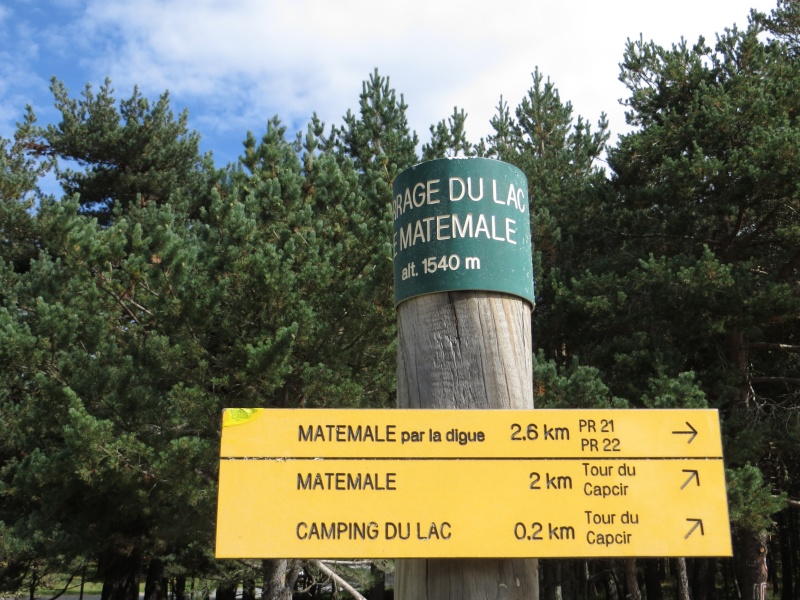 DU LAC
MATEMALE
alt. 1540 m
MATEMALE par la digue 2.6 km PR 21
PR 22
MATEMALE 2 km Tour du
Capcir
CAMPING DU LAC 0.2 km Tour du
Capcir